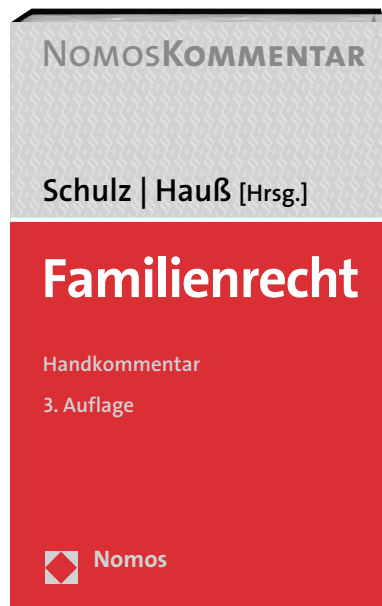 NomosKommentar
Schulz | Hauß [Hrsg.]
Familienrecht
Handkommentar
3. Auflage
Nomos